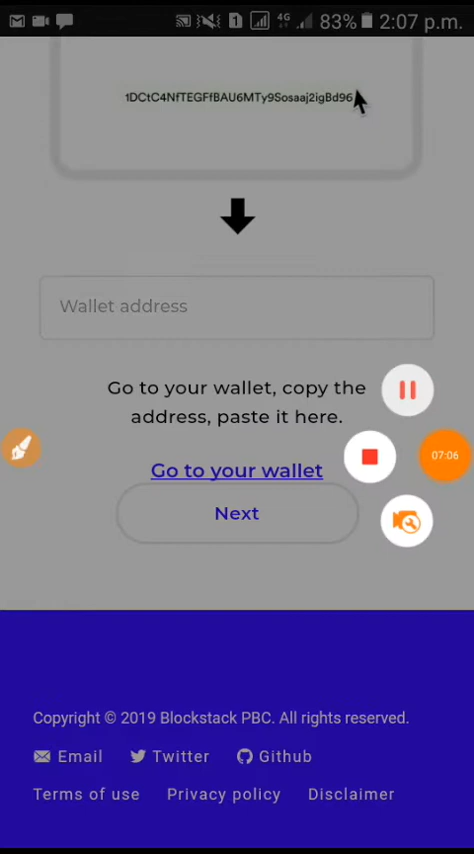 1 4G 83% 2:07 p.m.
1DCtC4NfTEGFfBAU6MTy9Sosaaj2igBd96
Wallet address
Go to your wallet, copy the
address, paste it here.
Go to your wallet
07:06
Next
Copyright © 2019 Blockstack PBC. All rights reserved.
Email Twitter Github
Terms of use Privacy policy Disclaimer